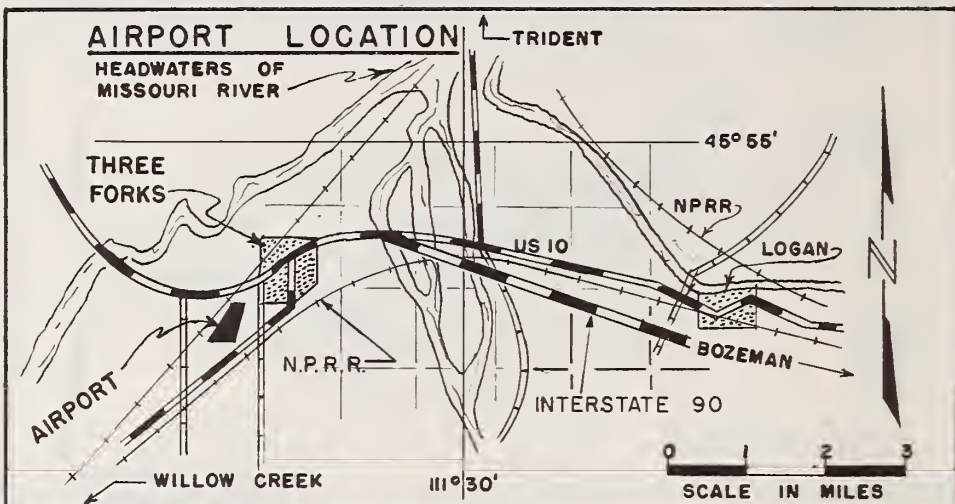 AIRPORT LOCATION
TRIDENT
HEADWATERS OF
MISSOURI RIVER
45° 55'
THREE
FORKS
NPRR
US 10
LOGAN
N
N.P.R.R.
BOZEMAN
AIRPORT
INTERSTATE 90
0 1 2 3
WILLOW CREEK
111° 30'
SCALE IN MILES